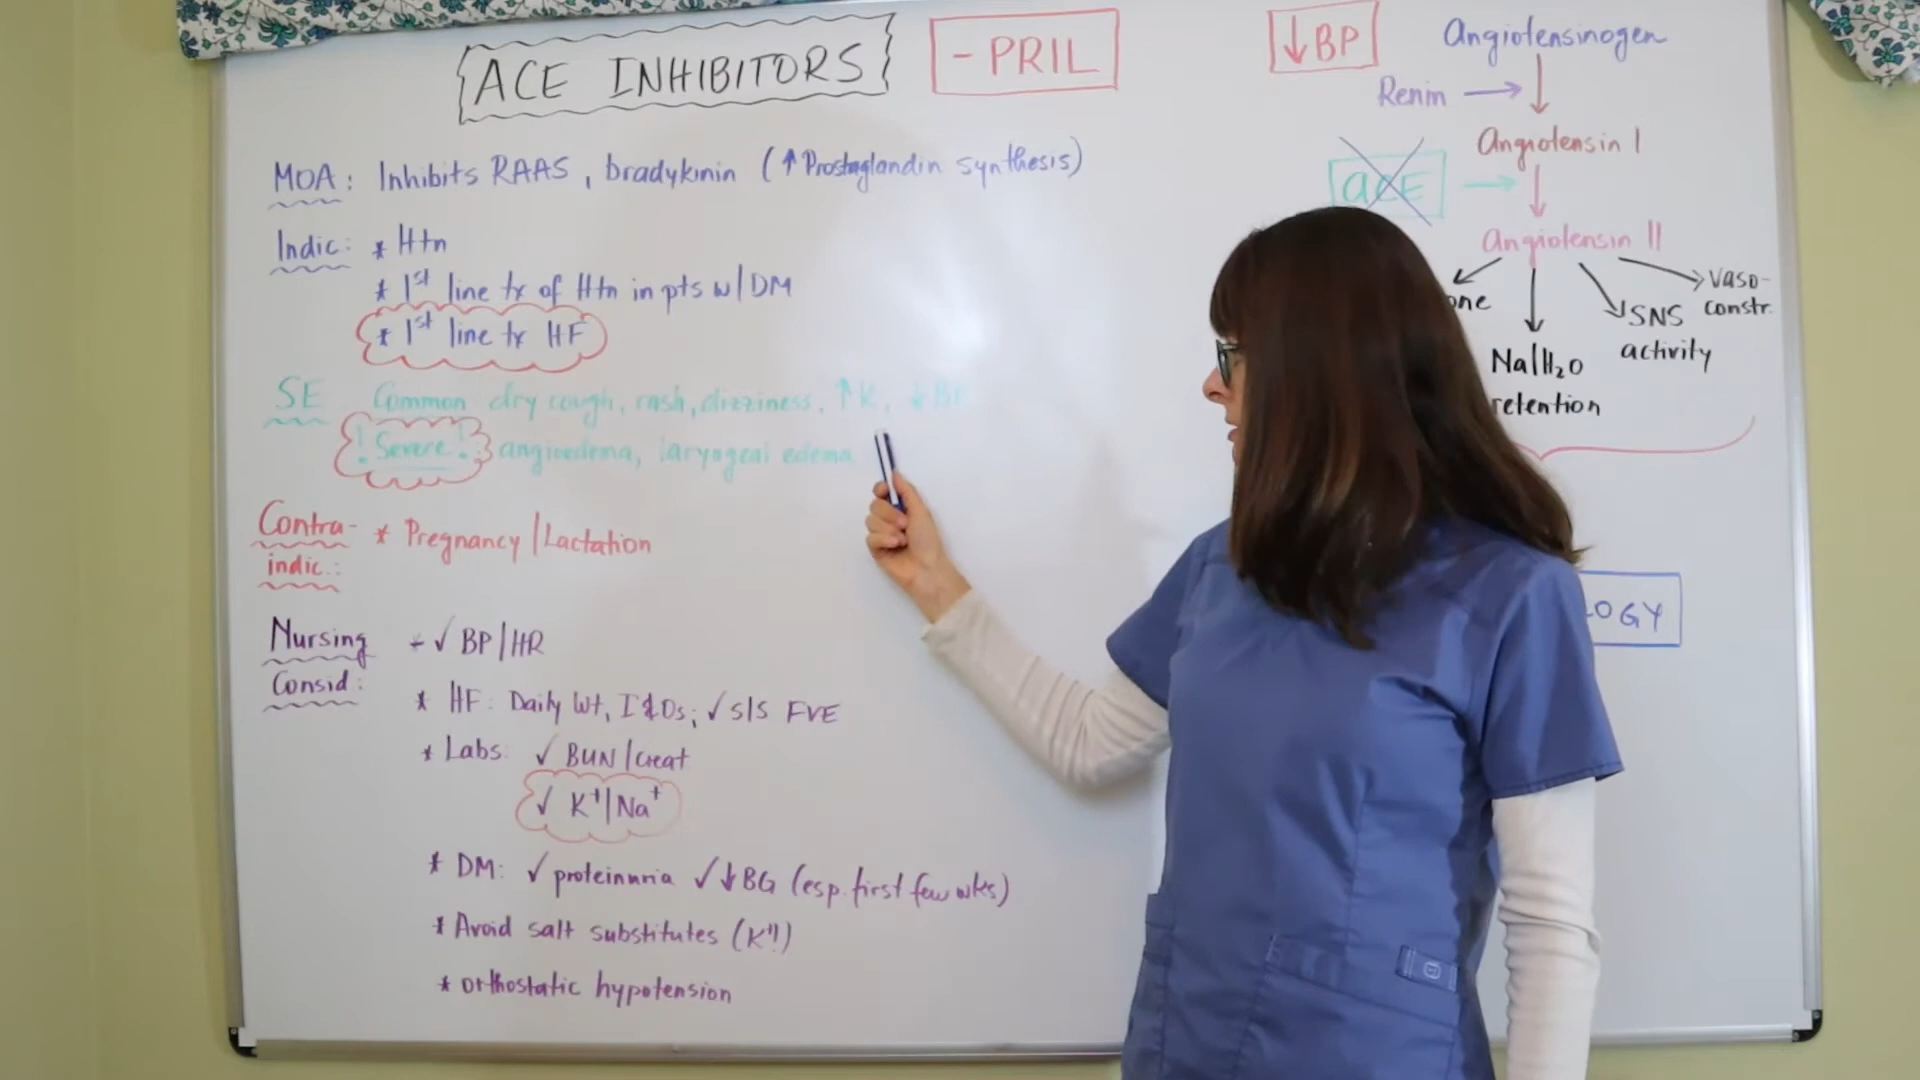 ACE INHIBITORS
- PRIL
MOA: Inhibits RAAS, bradykinin (↑Prostaglandin synthesis)
Indic: * Htn
* 1st line tx of Htn in pts w/DM
* 1st line tx HF
SE Common dry cough, rash, dizziness, ↑K, ↓BP
!Severe!: angioedema, laryogeal edema
Contra-
indic.: * Pregnancy/Lactation
Nursing
Consid: * √ BP/HR
* HF: Daily Wt, I&Os; √ S/S FVE
* Labs: √ BUN/Creat
√ K+/Na+
* DM: √ proteinuria √↓BG (esp. first few wks)
* Avoid salt substitutes (K+!)
* orthostatic hypotension
↓BP
Angiotensinogen
Renin →
Angiotensin I
ACE →
Angiotensin II
one
Na/H₂O
retention
SNS
activity
Vaso-
constr.
OGY